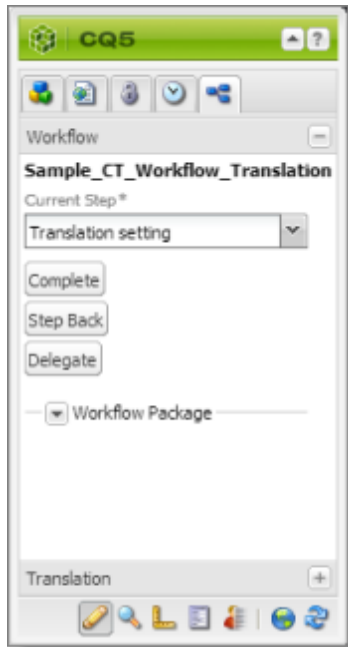 CQ5
?
Workflow
Sample_CT_Workflow_Translation
Current Step*
Translation setting
Complete
Step Back
Delegate
Workflow Package
Translation